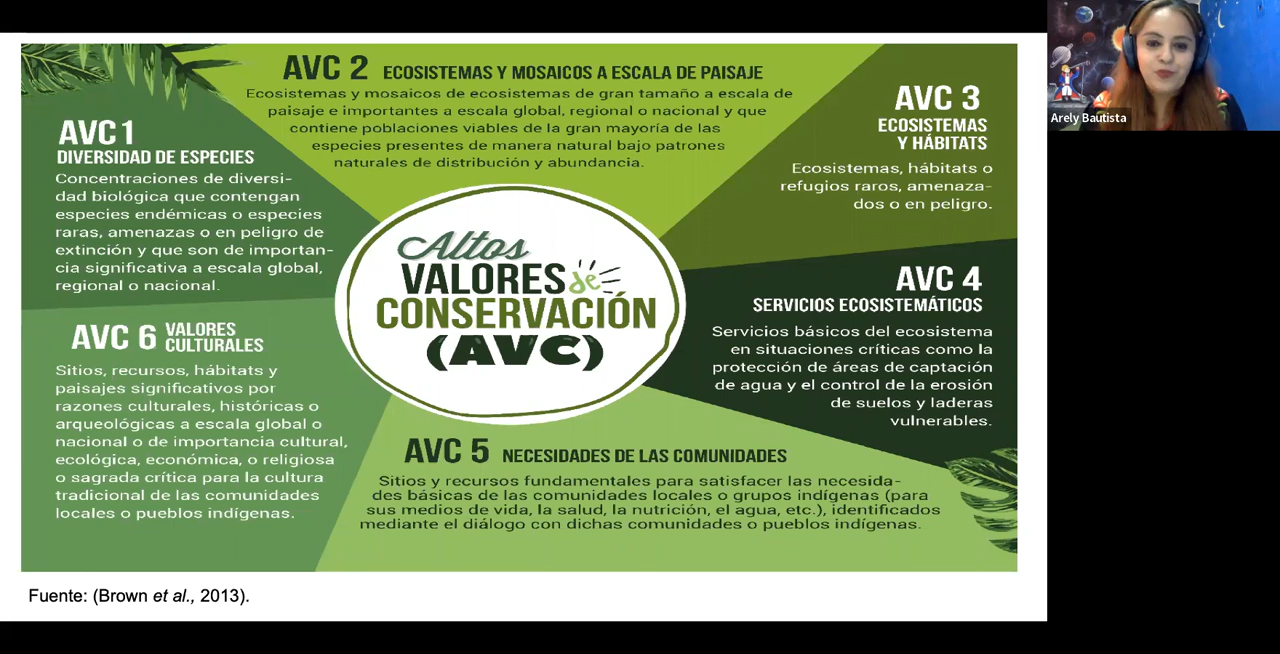 AVC 2 ECOSISTEMAS Y MOSAICOS A ESCALA DE PAISAJE
Ecosistemas y mosaicos de ecosistemas de gran tamaño a escala de
paisaje e importantes a escala global, regional o nacional y que
contiene poblaciones viables de la gran mayoría de las
especies presentes de manera natural bajo patrones
naturales de distribución y abundancia.
AVC 1
DIVERSIDAD DE ESPECIES
Concentraciones de diversi-
dad biológica que contengan
especies endémicas o especies
raras, amenazas o en peligro de
extinción y que son de importan-
cia significativa a escala global,
regional o nacional.
AVC 3
ECOSISTEMAS
Y HÁBITATS
Ecosistemas, hábitats o
refugios raros, amenaza-
dos o en peligro.
Altos
VALORES de
CONSERVACIÓN
(AVC)
AVC 4
SERVICIOS ECOSISTEMÁTICOS
Servicios básicos del ecosistema
en situaciones críticas como la
protección de áreas de captación
de agua y el control de la erosión
de suelos y laderas
vulnerables.
AVC 6 VALORES
CULTURALES
Sitios, recursos, hábitats y
paisajes significativos por
razones culturales, históricas o
arqueológicas a escala global o
nacional o de importancia cultural,
ecológica, económica, o religiosa
o sagrada crítica para la cultura
tradicional de las comunidades
locales o pueblos indígenas.
AVC 5 NECESIDADES DE LAS COMUNIDADES
Sitios y recursos fundamentales para satisfacer las necesida-
des básicas de las comunidades locales o grupos indígenas (para
sus medios de vida, la salud, la nutrición, el agua, etc.), identificados
mediante el diálogo con dichas comunidades o pueblos indígenas.
Fuente: (Brown et al., 2013).
Arely Bautista